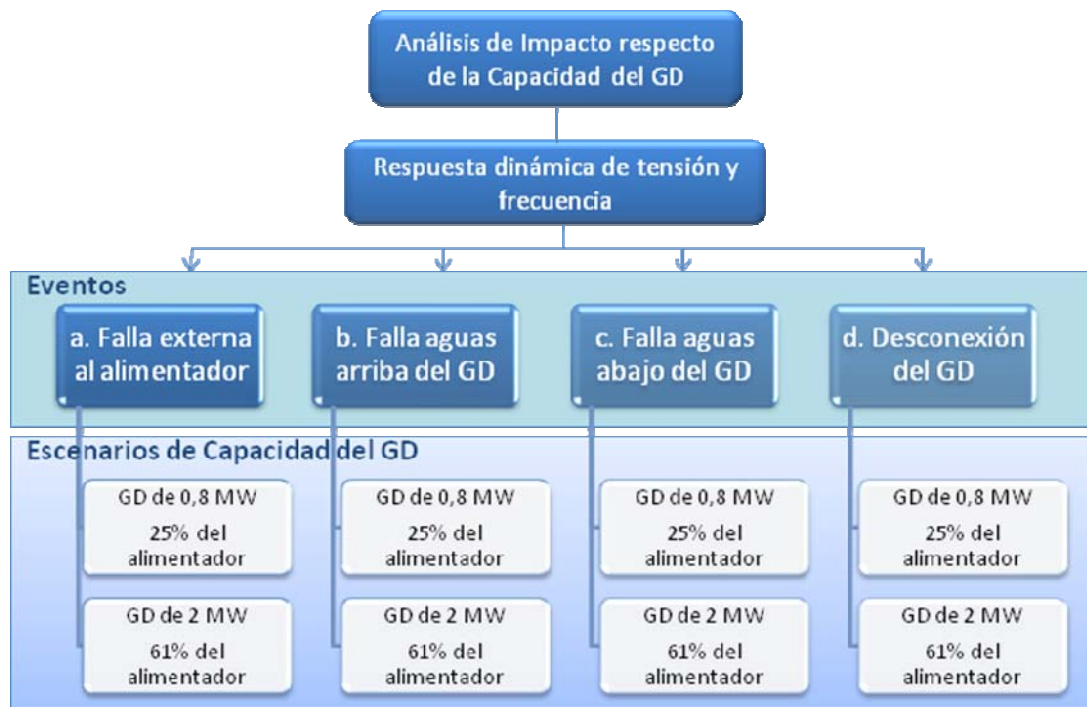 Análisis de Impacto respecto
de la Capacidad del GD
Respuesta dinámica de tensión y
frecuencia
Eventos
a. Falla externa
al alimentador
b. Falla aguas
arriba del GD
c. Falla aguas
abajo del GD
d. Desconexión
del GD
Escenarios de Capacidad del GD
GD de 0,8 MW
25% del
alimentador
GD de 0,8 MW
25% del
alimentador
GD de 0,8 MW
25% del
alimentador
GD de 0,8 MW
25% del
alimentador
GD de 2 MW
61% del
alimentador
GD de 2 MW
61% del
alimentador
GD de 2 MW
61% del
alimentador
GD de 2 MW
61% del
alimentador